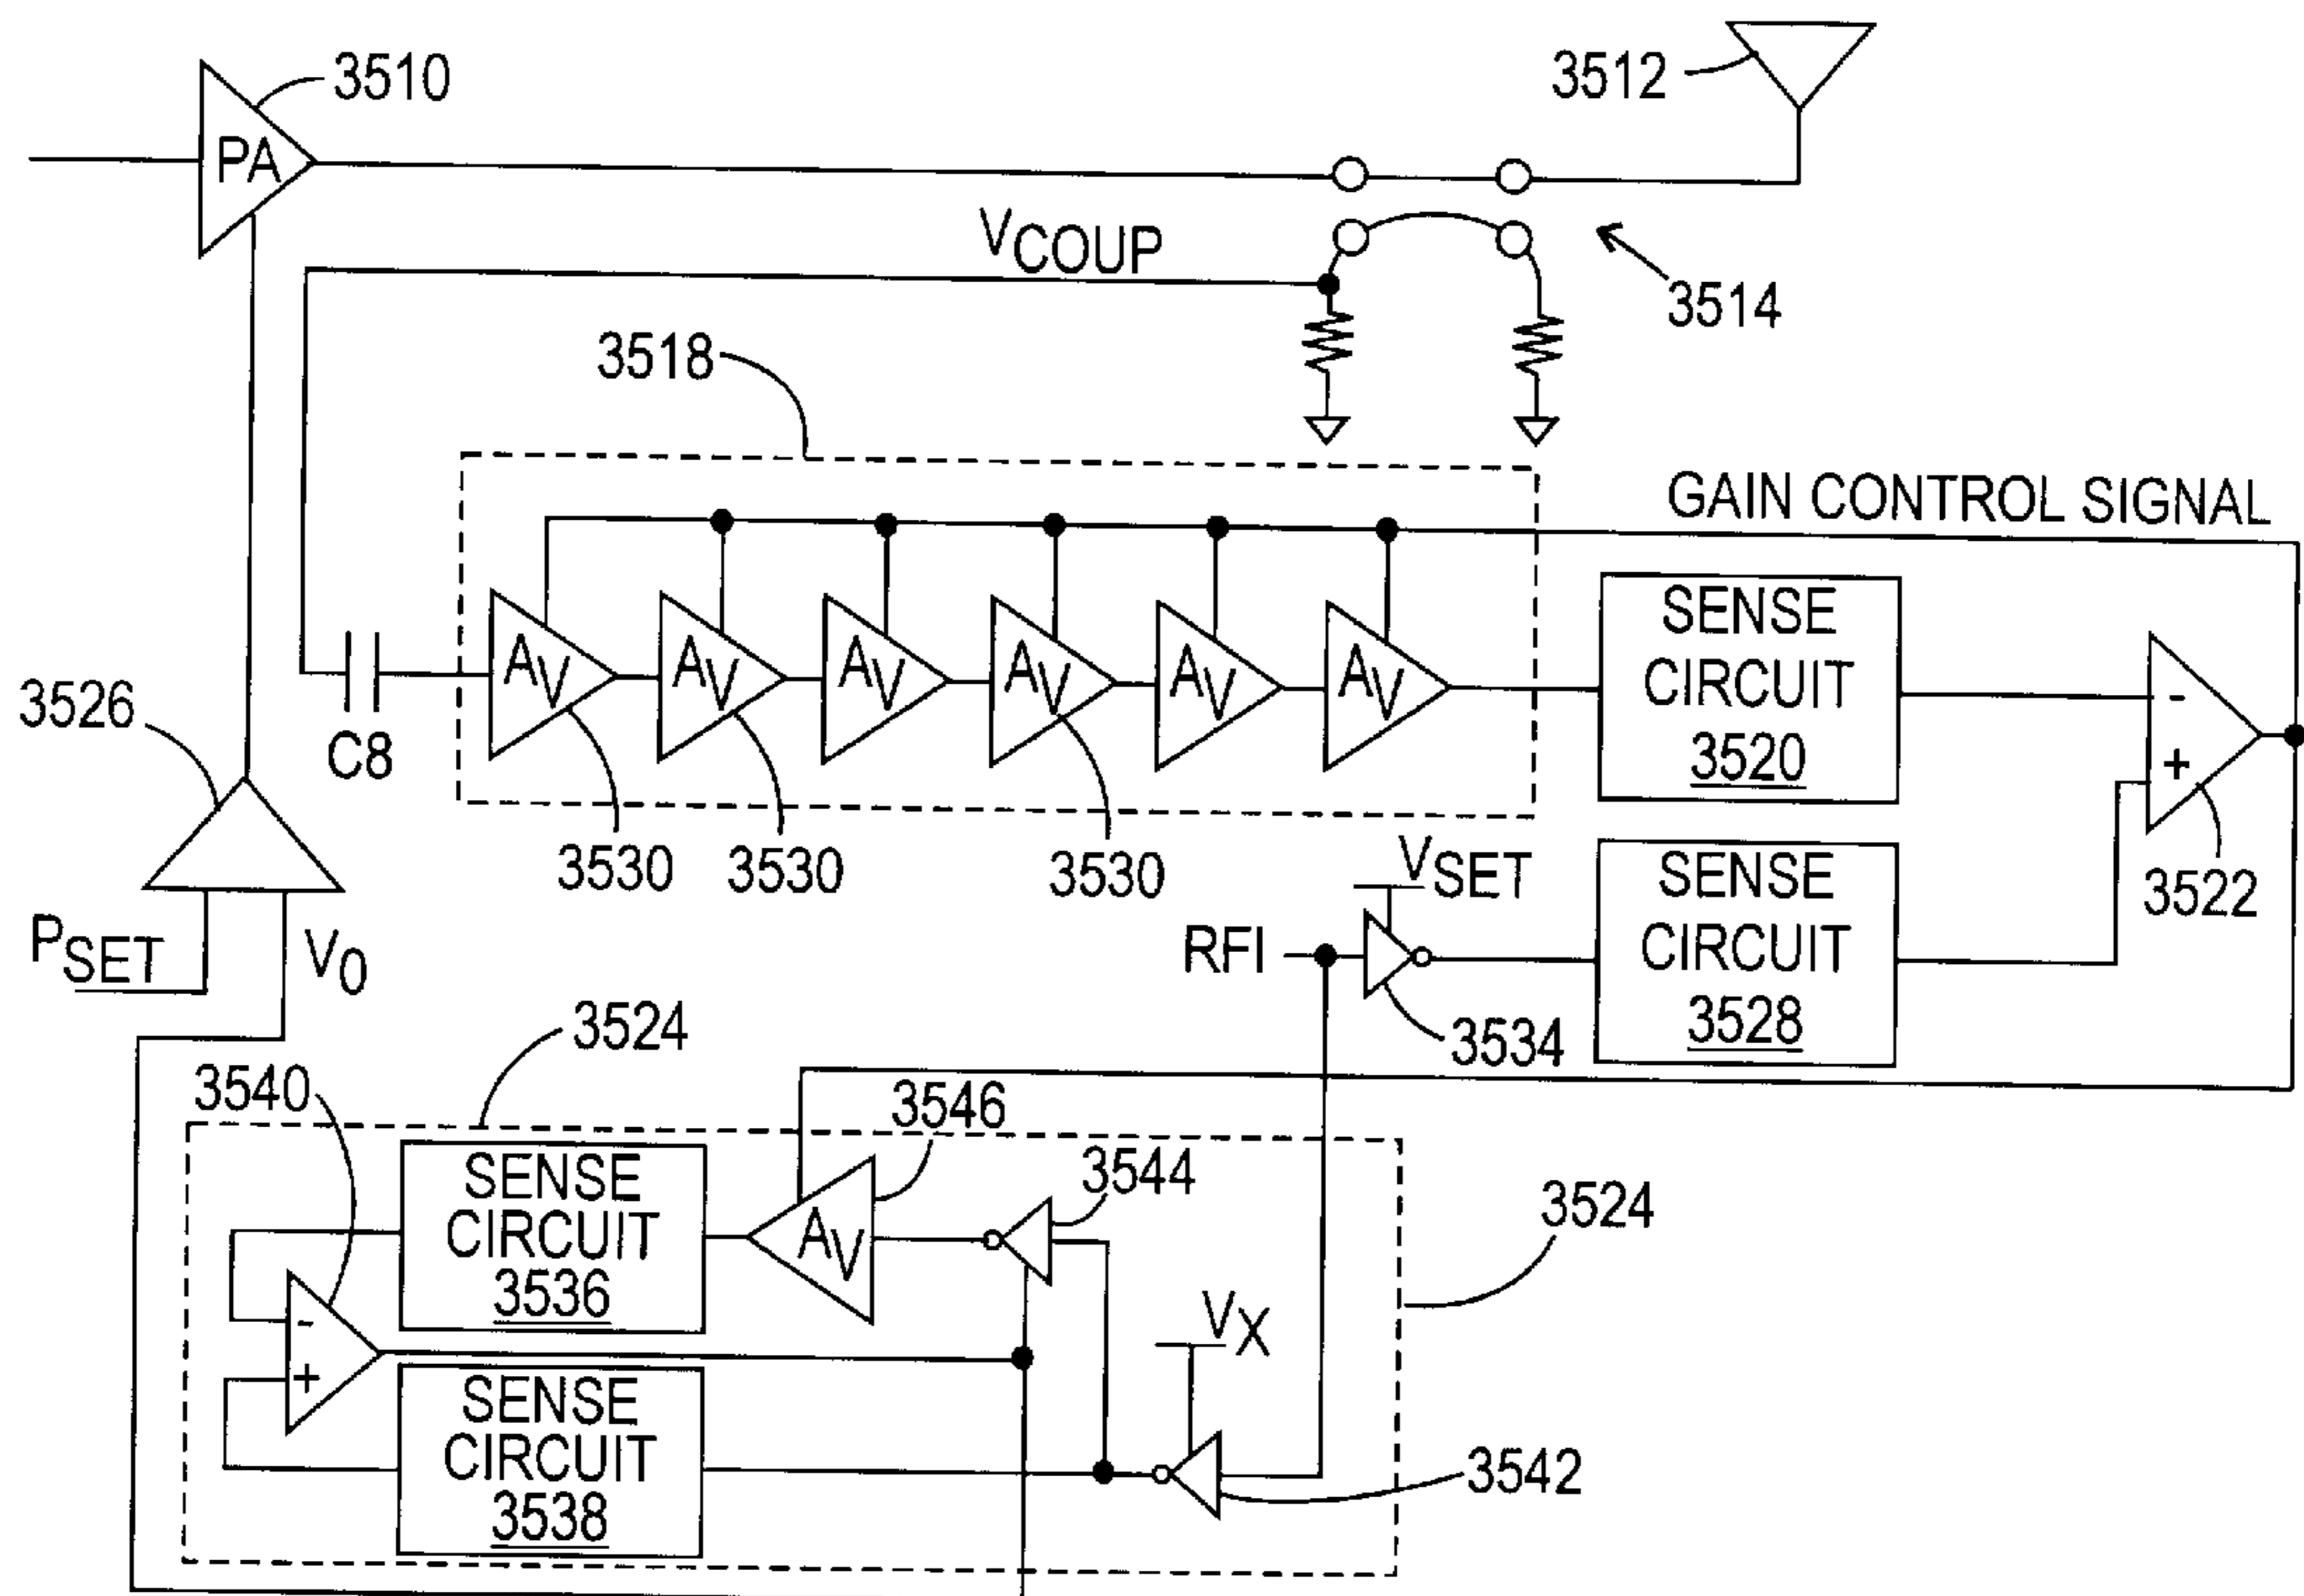 3510
3512
PA
VCOUP
3514
3518
GAIN CONTROL SIGNAL
AV
AV
AV
AV
AV
AV
SENSE
CIRCUIT
3520
-
+
3526
C8
3530
3530
3530
VSET
3522
RFI
SENSE
CIRCUIT
3528
PSET
VO
3534
3524
3540
3546
3544
3524
SENSE
CIRCUIT
3536
AV
-
+
VX
SENSE
CIRCUIT
3538
3542